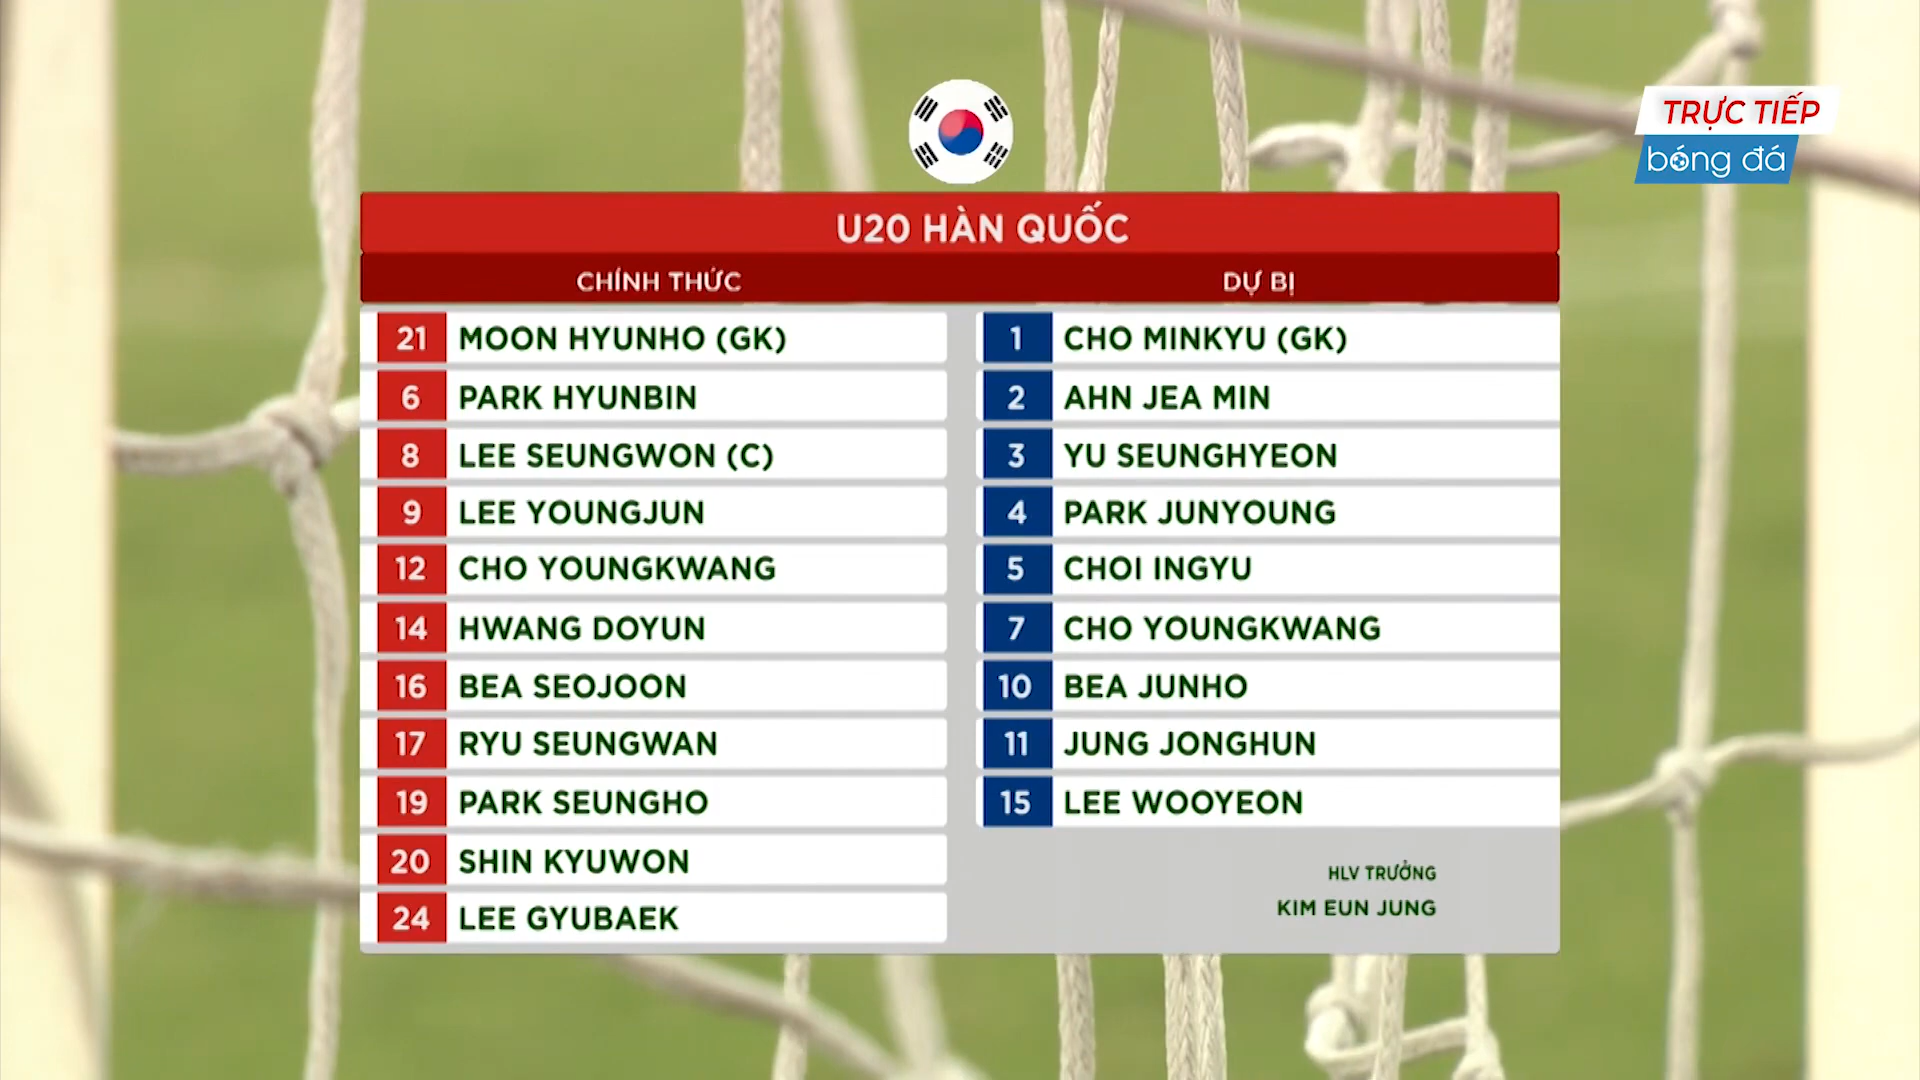 TRỰC TIẾP
bóng đá
U20 HÀN QUỐC
CHÍNH THỨC
21 MOON HYUNHO (GK)
6 PARK HYUNBIN
8 LEE SEUNGWON (C)
9 LEE YOUNGJUN
12 CHO YOUNGKWANG
14 HWANG DOYUN
16 BEA SEOJOON
17 RYU SEUNGWAN
19 PARK SEUNGHO
20 SHIN KYUWON
24 LEE GYUBAEK
DỰ BỊ
1 CHO MINKYU (GK)
2 AHN JEA MIN
3 YU SEUNGHYEON
4 PARK JUNYOUNG
5 CHOI INGYU
7 CHO YOUNGKWANG
10 BEA JUNHO
11 JUNG JONGHUN
15 LEE WOOYEON
HLV TRƯỞNG
KIM EUN JUNG